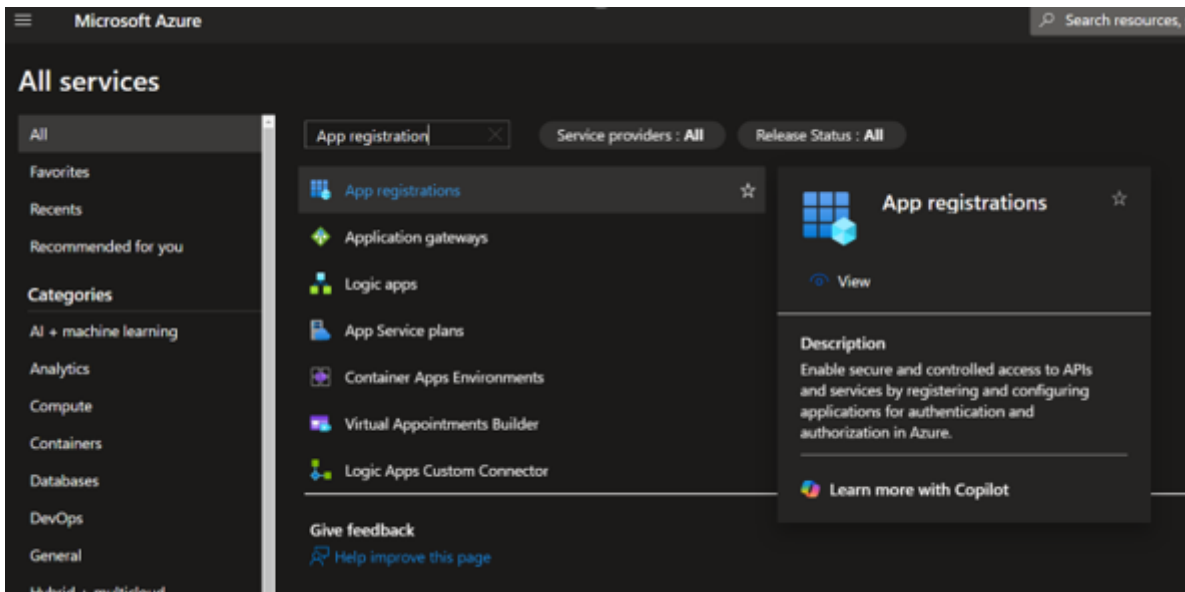 Microsoft Azure
Search resources,
All services
All
Favorites
Recents
Recommended for you
Categories
AI + machine learning
Analytics
Compute
Containers
Databases
DevOps
General
Hybrid + multicloud
App registration
Service providers : All
Release Status : All
App registrations
Application gateways
Logic apps
App Service plans
Container Apps Environments
Virtual Appointments Builder
Logic Apps Custom Connector
Give feedback
Help improve this page
App registrations
View
Description
Enable secure and controlled access to APIs
and services by registering and configuring
applications for authentication and
authorization in Azure.
Learn more with Copilot